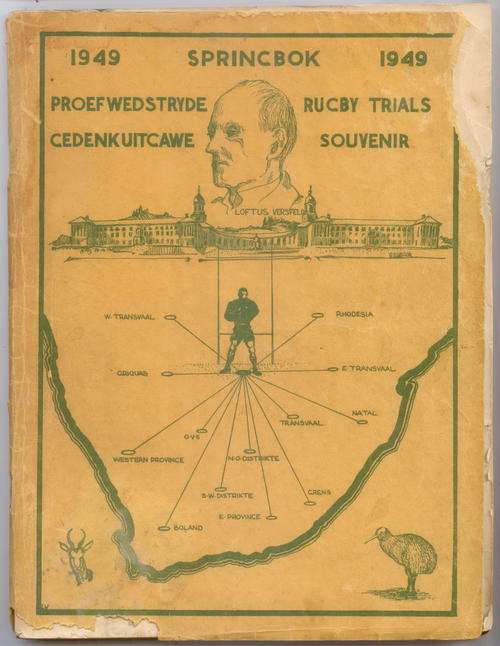 1949 SPRINGBOK 1949
PROEFWEDSTRYDE RUGBY TRIALS
GEDENKUITGAWE SOUVENIR
LOFTUS VERSFELD
W. TRANSVAAL RHODESIA
GRIQUAS E. TRANSVAAL
NATAL
TRANSVAAL
O.V.S
WESTERN PROVINCE N.O. DISTRIKTE
S.W. DISTRIKTE GRENS
E. PROVINCE
BOLAND